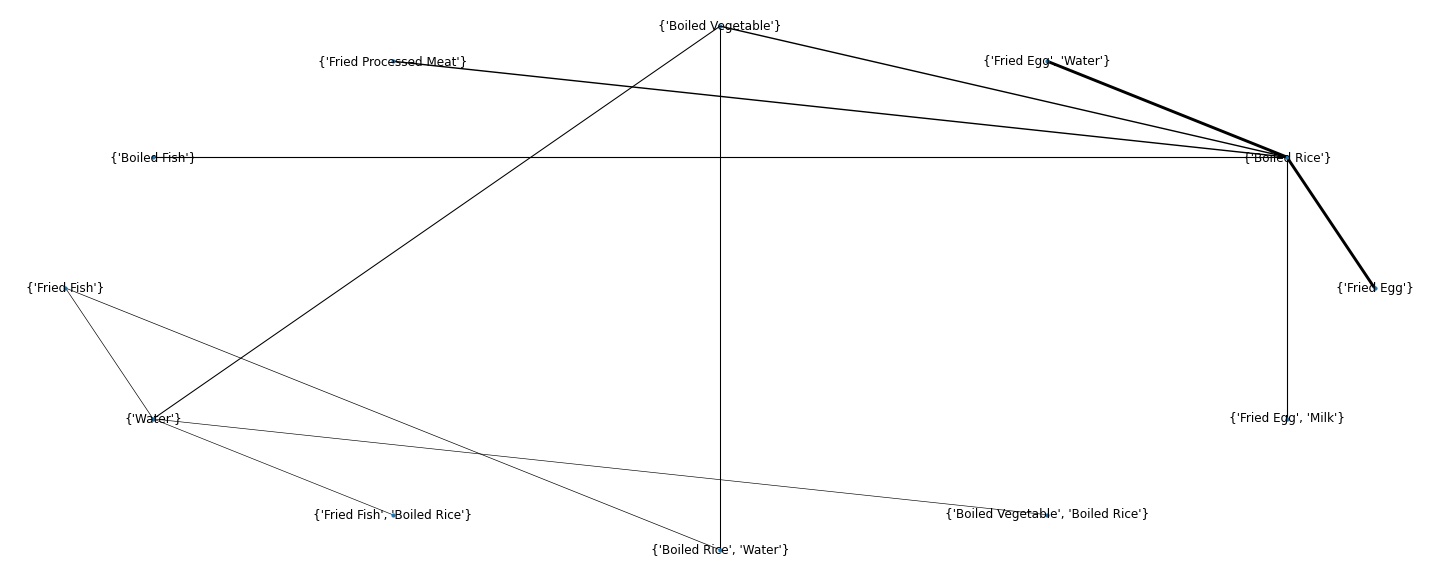 {'Boiled Vegetable'}
{'Fried Processed Meat'}
{'Fried Egg', 'Water'}
{'Boiled Fish'}
{'Boiled Rice'}
{'Fried Fish'}
{'Fried Egg'}
{'Water'}
{'Fried Egg', 'Milk'}
{'Fried Fish', 'Boiled Rice'}
{'Boiled Vegetable', 'Boiled Rice'}
{'Boiled Rice', 'Water'}